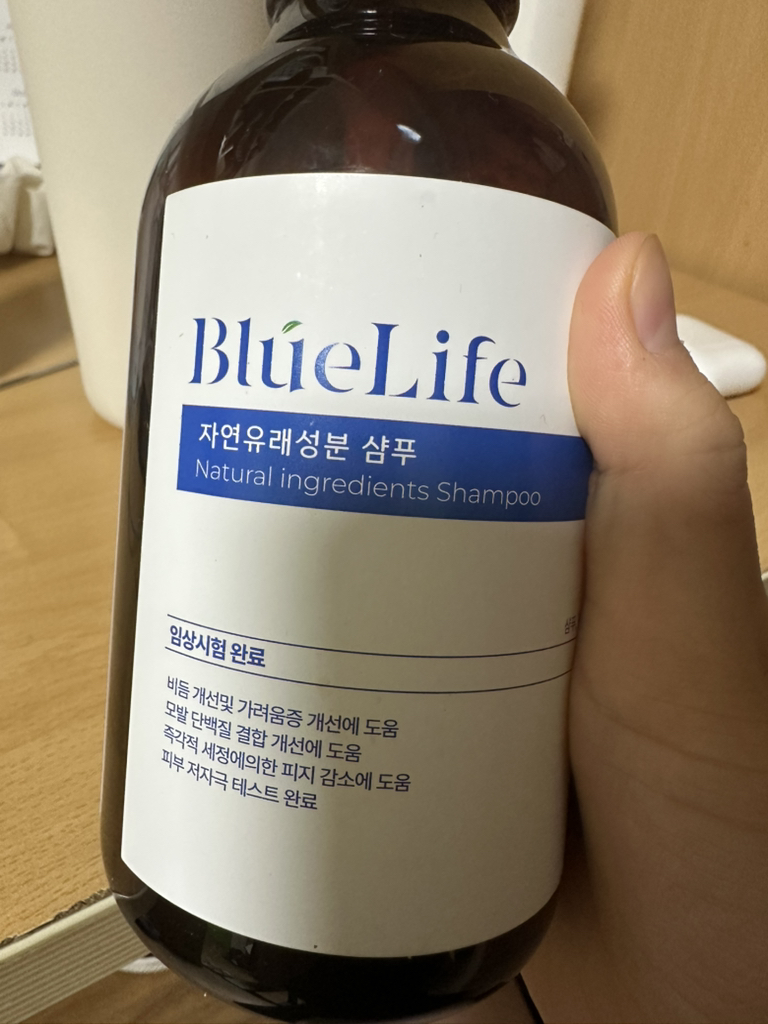 BlueLife
자연유래성분 샴푸
Natural ingredients Shampoo
임상시험 완료
비듬 개선및 가려움증 개선에 도움
모발 단백질 결합 개선에 도움
즉각적 세정에의한 피지 감소에 도움
피부 저자극 테스트 완료